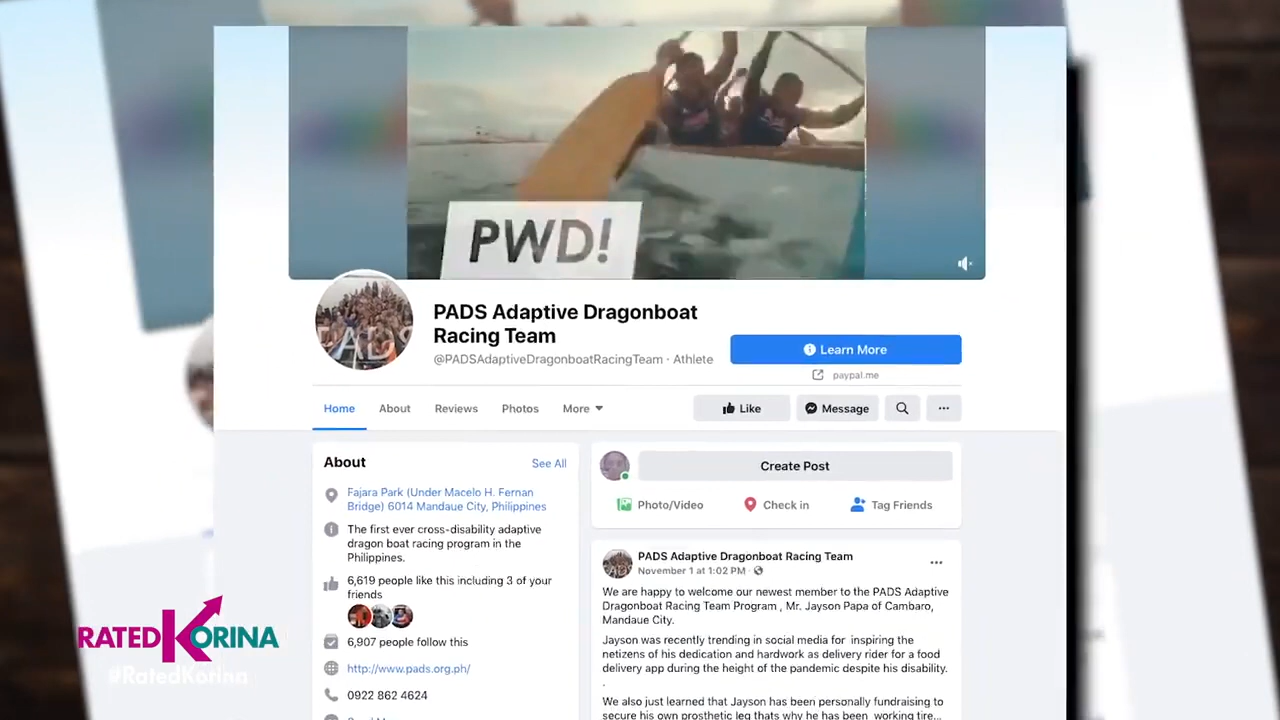 PWD!
PADS Adaptive Dragonboat
Racing Team
@PADSAdaptiveDragonboatRacingTeam · Athlete
Learn More
paypal.me
Home
About
Reviews
Photos
More
Like
Message
About
See All
Fajara Park (Under Macelo H. Fernan
Bridge) 6014 Mandaue City, Philippines
The first ever cross-disability adaptive
dragon boat racing program in the
Philippines.
6,619 people like this including 3 of your
friends
6,907 people follow this
http://www.pads.org.ph/
0922 862 4624
Create Post
Photo/Video
Check in
Tag Friends
PADS Adaptive Dragonboat Racing Team
November 1 at 1:02 PM ·
We are happy to welcome our newest member to the PADS Adaptive
Dragonboat Racing Team Program , Mr. Jayson Papa of Cambaro,
Mandaue City.
Jayson was recently trending in social media for inspiring the
netizens of his dedication and hardwork as delivery rider for a food
delivery app during the height of the pandemic despite his disability.
.
We also just learned that Jayson has been personally fundraising to
secure his own prosthetic leg thats why he has been working tire...
RATED KORINA
#RatedKorina